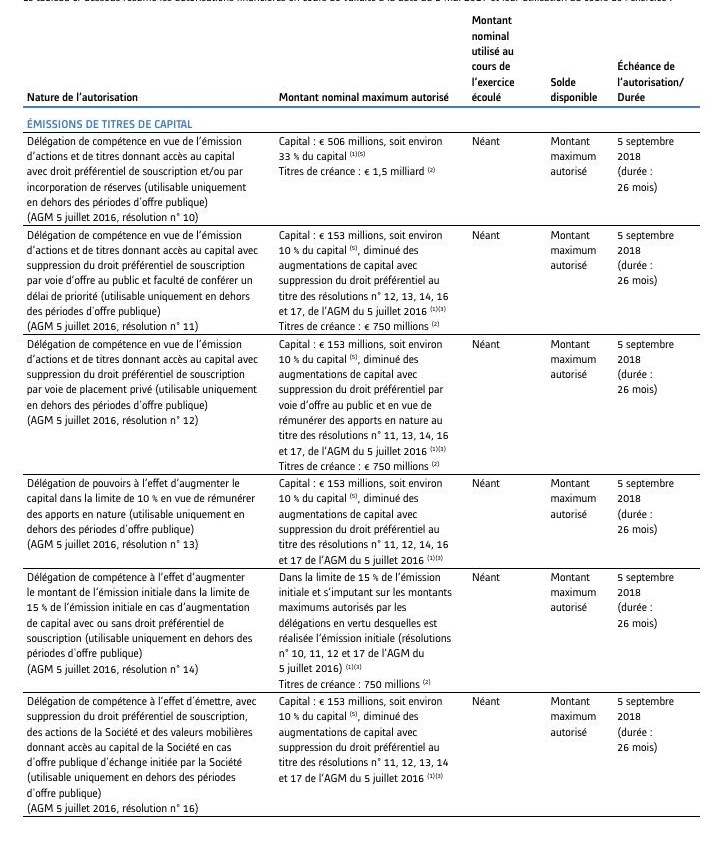 Montant
nominal
utilisé au
cours de
l'exercice
écoulé
Solde
disponible
Échéance de
l'autorisation/
Durée
Nature de l'autorisation
Montant nominal maximum autorisé
ÉMISSIONS DE TITRES DE CAPITAL
Délégation de compétence en vue de l'émission
d'actions et de titres donnant accès au capital
avec droit préférentiel de souscription et/ou par
incorporation de réserves (utilisable uniquement
en dehors des périodes d'offre publique)
(AGM 5 juillet 2016, résolution n° 10)
Capital : € 506 millions, soit environ
33 % du capital (1)(5)
Titres de créance : € 1,5 milliard (2)
Néant
Montant
maximum
autorisé
5 septembre
2018
(durée :
26 mois)
Délégation de compétence en vue de l'émission
d'actions et de titres donnant accès au capital avec
suppression du droit préférentiel de souscription
par voie d'offre au public et faculté de conférer un
délai de priorité (utilisable uniquement en dehors
des périodes d'offre publique)
(AGM 5 juillet 2016, résolution n° 11)
Capital : € 153 millions, soit environ
10 % du capital (5), diminué des
augmentations de capital avec
suppression du droit préférentiel au
titre des résolutions n° 12, 13, 14, 16
et 17, de l'AGM du 5 juillet 2016 (1)(3)
Titres de créance : € 750 millions (2)
Néant
Montant
maximum
autorisé
5 septembre
2018
(durée :
26 mois)
Délégation de compétence en vue de l'émission
d'actions et de titres donnant accès au capital avec
suppression du droit préférentiel de souscription
par voie de placement privé (utilisable uniquement
en dehors des périodes d'offre publique)
(AGM 5 juillet 2016, résolution n° 12)
Capital : € 153 millions, soit environ
10 % du capital (5), diminué des
augmentations de capital avec
suppression du droit préférentiel par
voie d'offre au public et en vue de
rémunérer des apports en nature au
titre des résolutions n° 11, 13, 14, 16
et 17, de l'AGM du 5 juillet 2016 (1)(3)
Titres de créance : € 750 millions (2)
Néant
Montant
maximum
autorisé
5 septembre
2018
(durée :
26 mois)
Délégation de pouvoirs à l'effet d'augmenter le
capital dans la limite de 10 % en vue de rémunérer
des apports en nature (utilisable uniquement en
dehors des périodes d'offre publique)
(AGM 5 juillet 2016, résolution n° 13)
Capital : € 153 millions, soit environ
10 % du capital (5), diminué des
augmentations de capital avec
suppression du droit préférentiel au
titre des résolutions n° 11, 12, 14, 16
et 17 de l'AGM du 5 juillet 2016 (1)(3)
Néant
Montant
maximum
autorisé
5 septembre
2018
(durée :
26 mois)
Délégation de compétence à l'effet d'augmenter
le montant de l'émission initiale dans la limite de
15 % de l'émission initiale en cas d'augmentation
de capital avec ou sans droit préférentiel de
souscription (utilisable uniquement en dehors des
périodes d'offre publique)
(AGM 5 juillet 2016, résolution n° 14)
Dans la limite de 15 % de l'émission
initiale et s'imputant sur les montants
maximums autorisés par les
délégations en vertu desquelles est
réalisée l'émission initiale (résolutions
n° 10, 11, 12 et 17 de l'AGM du
5 juillet 2016) (1)(3)
Titres de créance : 750 millions (2)
Néant
Montant
maximum
autorisé
5 septembre
2018
(durée :
26 mois)
Délégation de compétence à l'effet d'émettre, avec
suppression du droit préférentiel de souscription,
des actions de la Société et des valeurs mobilières
donnant accès au capital de la Société en cas
d'offre publique d'échange initiée par la Société
(utilisable uniquement en dehors des périodes
d'offre publique)
(AGM 5 juillet 2016, résolution n° 16)
Capital : € 153 millions, soit environ
10 % du capital (5), diminué des
augmentations de capital avec
suppression du droit préférentiel au
titre des résolutions n° 11, 12, 13, 14
et 17 de l'AGM du 5 juillet 2016 (1)(3)
Néant
Montant
maximum
autorisé
5 septembre
2018
(durée :
26 mois)